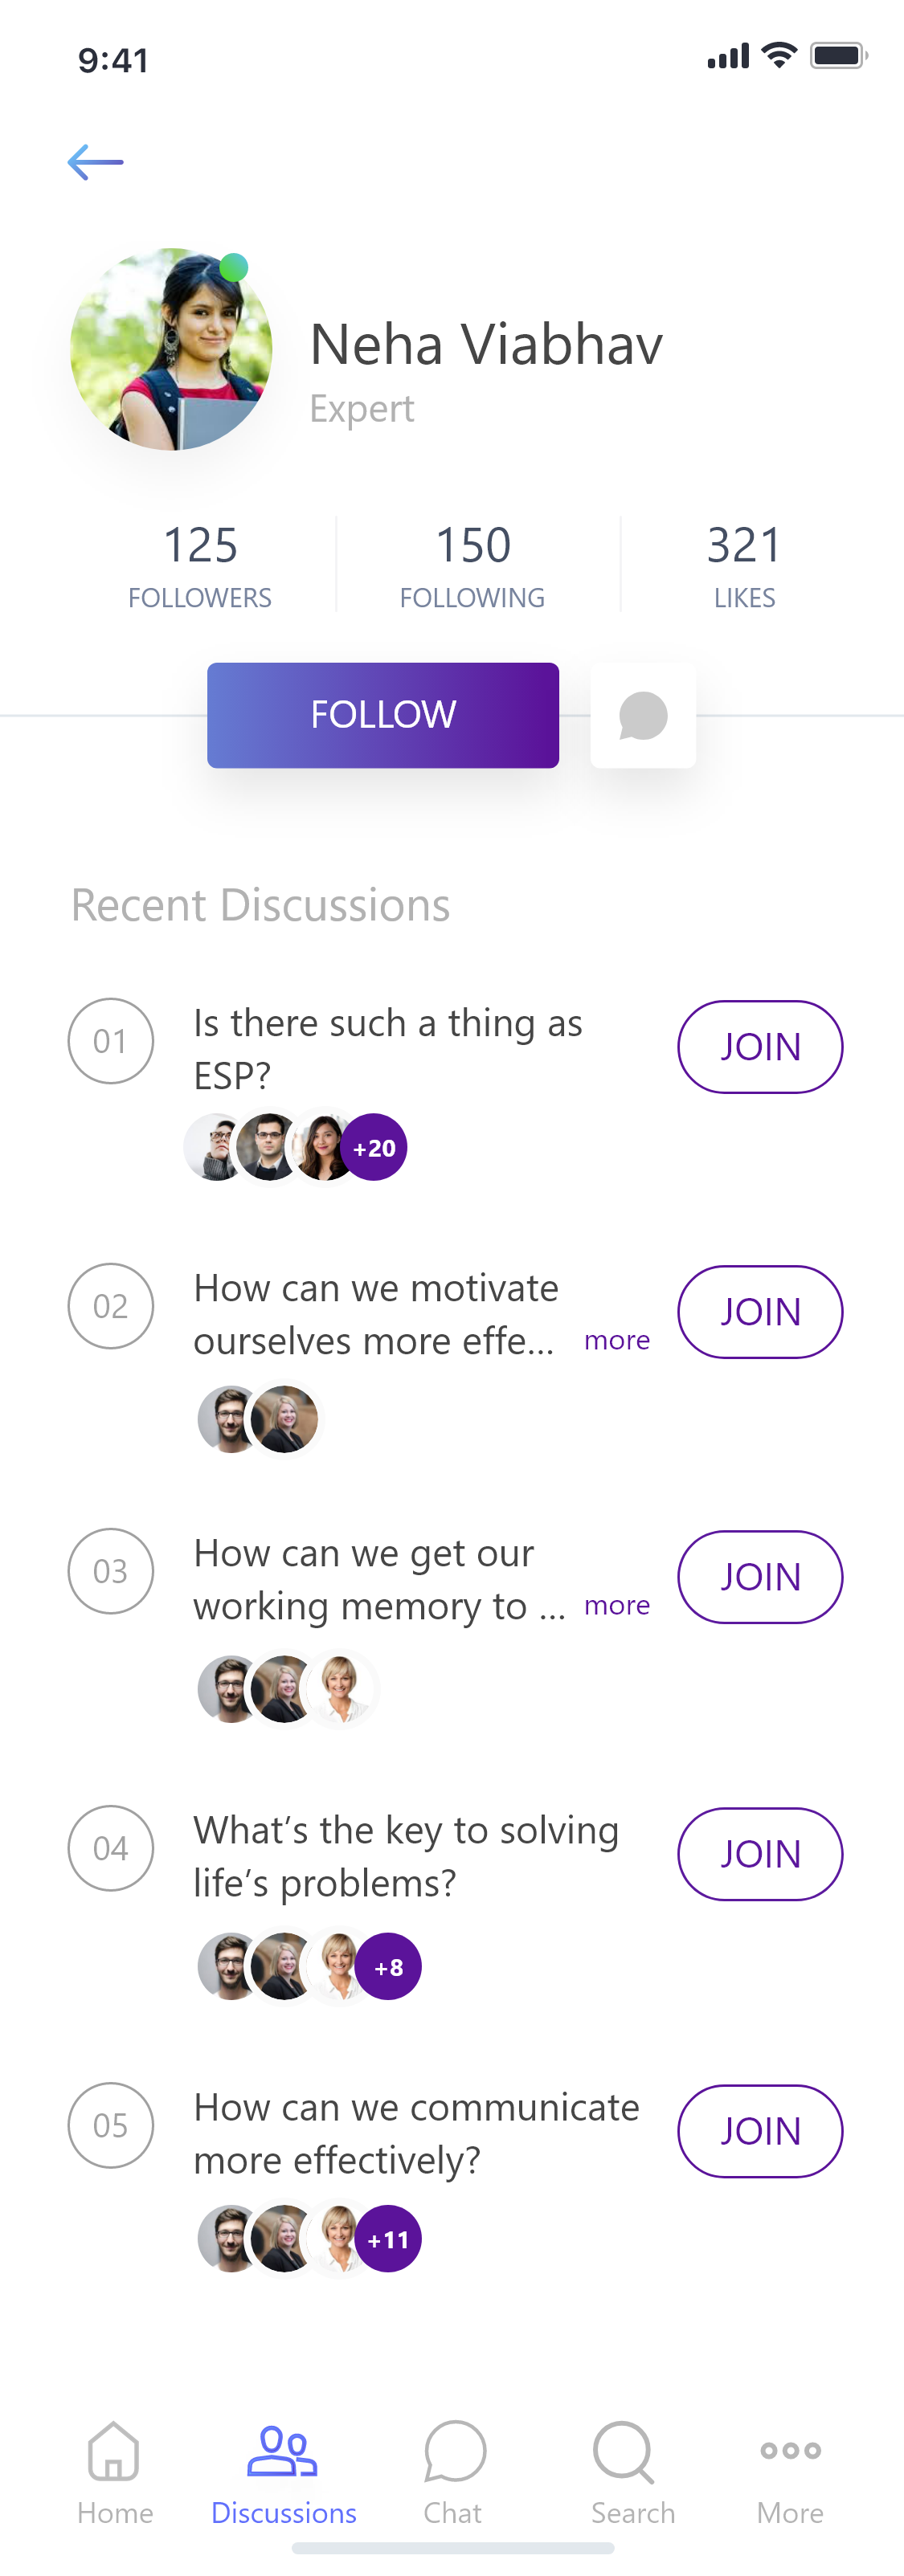 9:41
Neha Viabhav
Expert
125
FOLLOWERS
150
FOLLOWING
321
LIKES
FOLLOW
Recent Discussions
01
Is there such a thing as
ESP?
JOIN
+20
02
How can we motivate
ourselves more effe... more
JOIN
03
How can we get our
working memory to ... more
JOIN
04
What’s the key to solving
life’s problems?
JOIN
+8
05
How can we communicate
more effectively?
JOIN
+11
Home
Discussions
Chat
Search
More